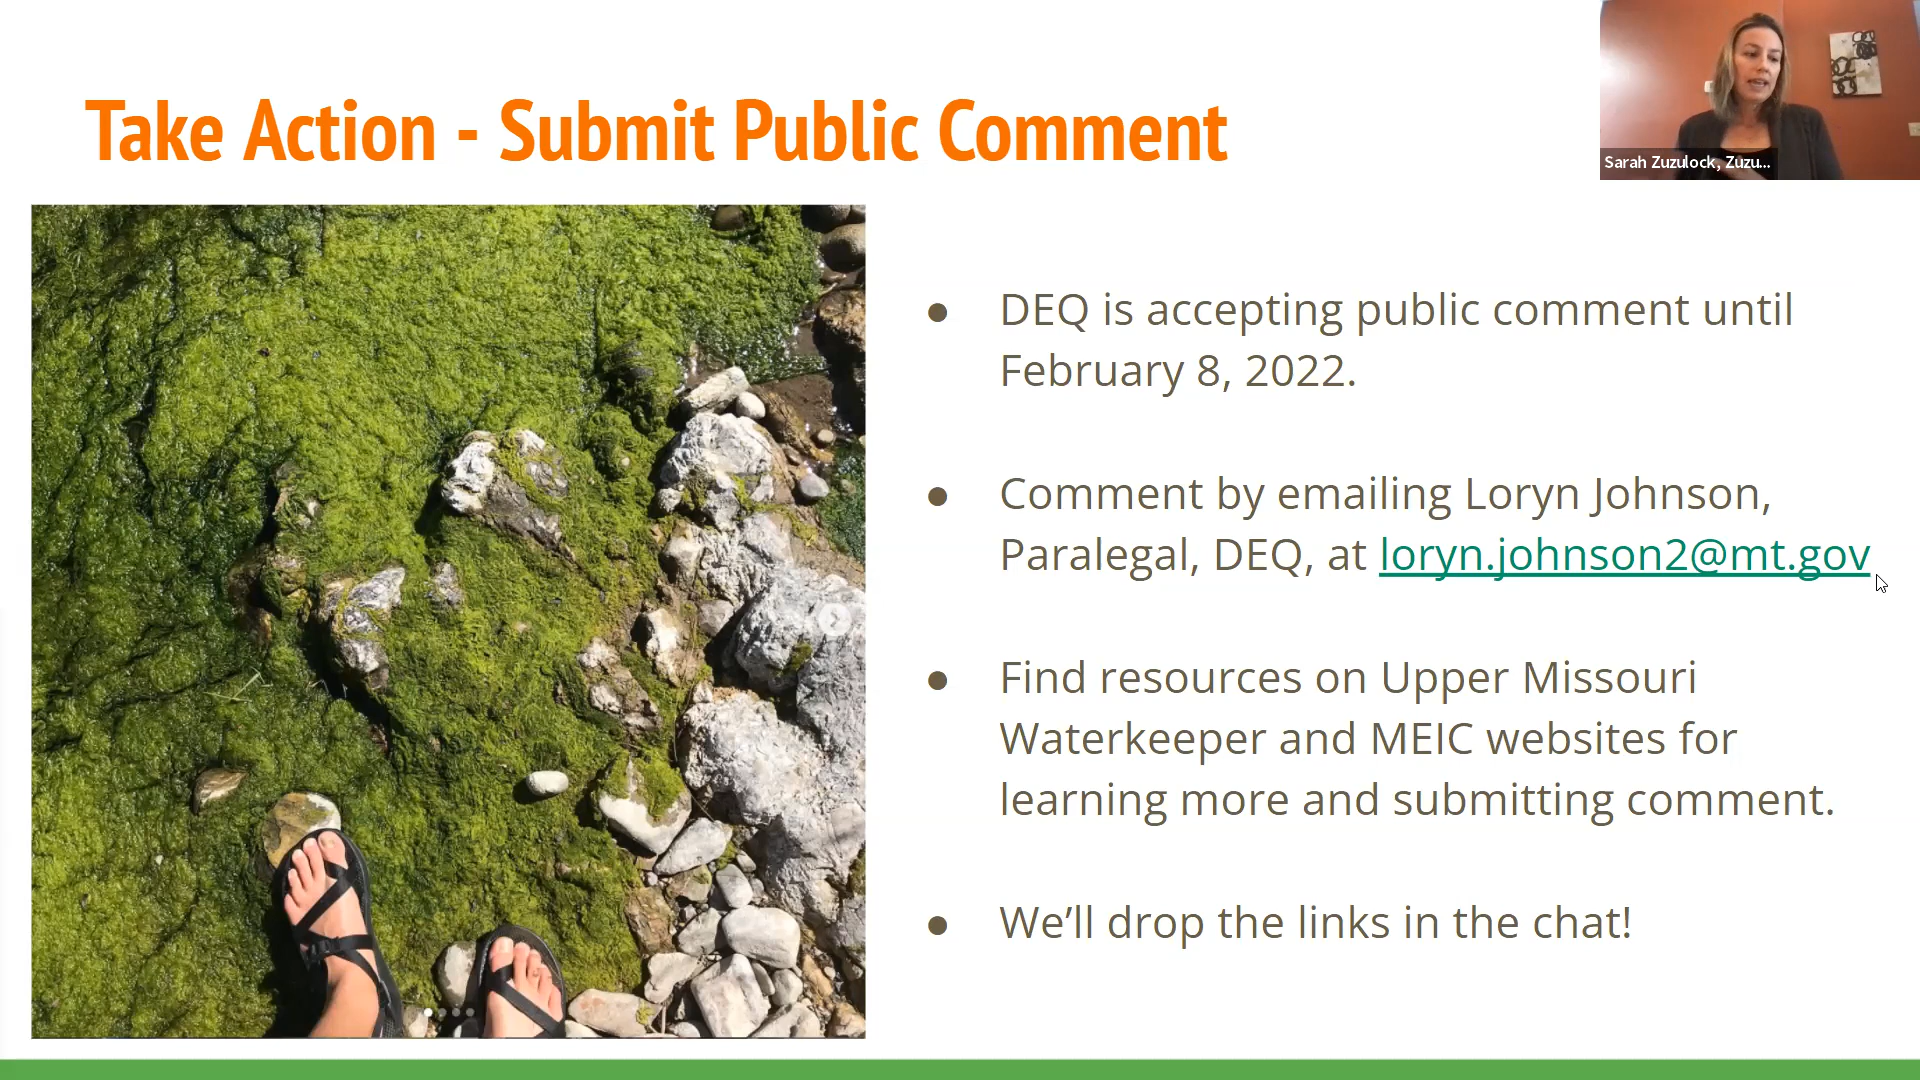 Take Action - Submit Public Comment
Sarah Zuzulock, Zuzu...
● DEQ is accepting public comment until
February 8, 2022.
● Comment by emailing Loryn Johnson,
Paralegal, DEQ, at loryn.johnson2@mt.gov
● Find resources on Upper Missouri
Waterkeeper and MEIC websites for
learning more and submitting comment.
● We’ll drop the links in the chat!